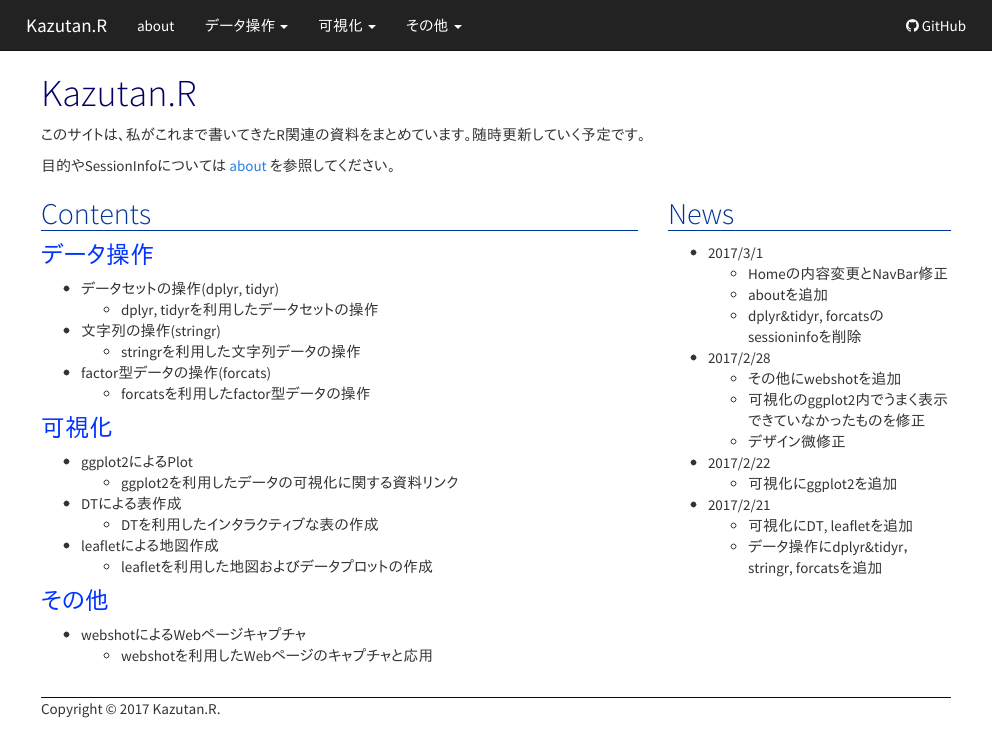 Kazutan.R about データ操作 可視化 その他 GitHub
Kazutan.R
このサイトは、私がこれまで書いてきたR関連の資料をまとめています。随時更新していく予定です。
目的やSessionInfoについては about を参照してください。
Contents
データ操作
データセットの操作(dplyr, tidyr)
dplyr, tidyrを利用したデータセットの操作
文字列の操作(stringr)
stringrを利用した文字列データの操作
factor型データの操作(forcats)
forcatsを利用したfactor型データの操作
可視化
ggplot2によるPlot
ggplot2を利用したデータの可視化に関する資料リンク
DTによる表作成
DTを利用したインタラクティブな表の作成
leafletによる地図作成
leafletを利用した地図およびデータプロットの作成
その他
webshotによるWebページキャプチャ
webshotを利用したWebページのキャプチャと応用
News
2017/3/1
Homeの内容変更とNavBar修正
aboutを追加
dplyr&tidyr, forcatsの
sessioninfoを削除
2017/2/28
その他にwebshotを追加
可視化のggplot2内でうまく表示
できていなかったものを修正
デザイン微修正
2017/2/22
可視化にggplot2を追加
2017/2/21
可視化にDT, leafletを追加
データ操作にdplyr&tidyr,
stringr, forcatsを追加
Copyright © 2017 Kazutan.R.